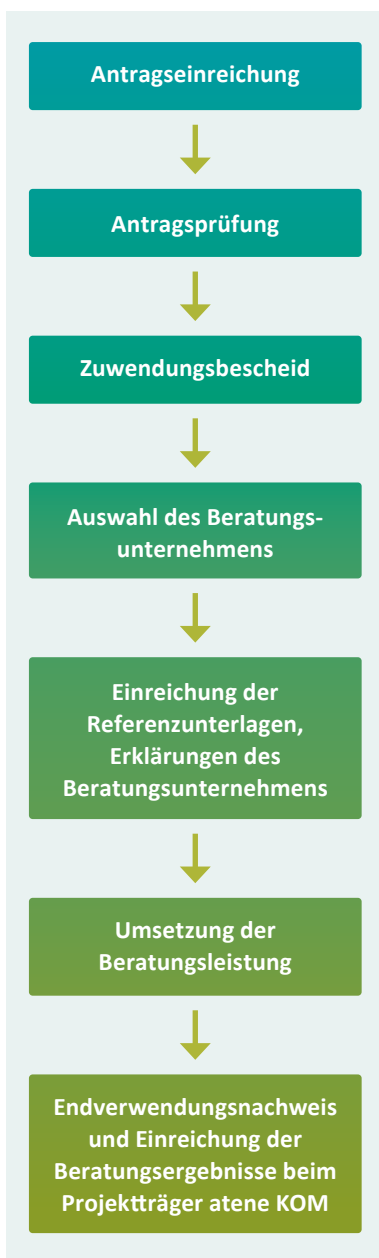 Antragseinreichung
Antragsprüfung
Zuwendungsbescheid
Auswahl des Beratungs-
unternehmens
Einreichung der
Referenzunterlagen,
Erklärungen des
Beratungsunternehmens
Umsetzung der
Beratungsleistung
Endverwendungsnachweis
und Einreichung der
Beratungsergebnisse beim
Projektträger atene KOM